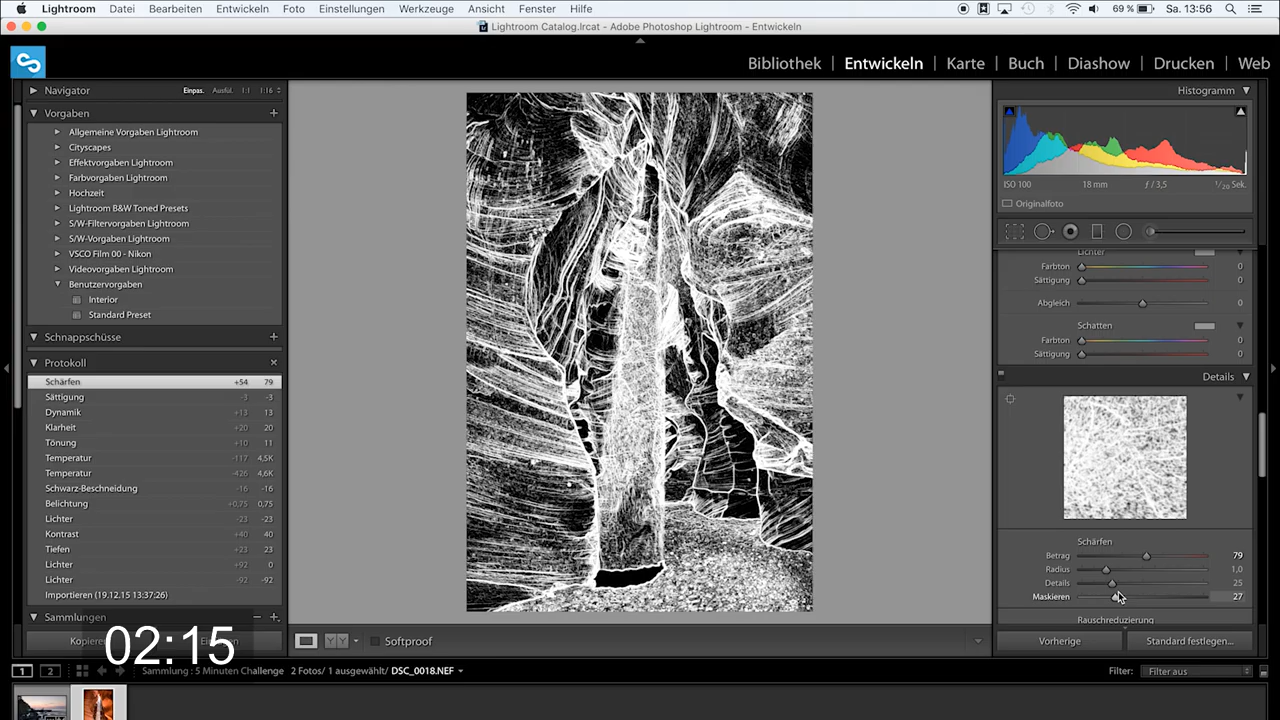 Lightroom Datei Bearbeiten Entwickeln Foto Einstellungen Werkzeuge Ansicht Fenster Hilfe 69 % Sa. 13:56
Lightroom Catalog.lrcat - Adobe Photoshop Lightroom - Entwickeln
Bibliothek Entwickeln Karte Buch Diashow Drucken Web
Navigator Einpas. Ausfül. 1:1 1:16
Vorgaben
Allgemeine Vorgaben Lightroom
Cityscapes
Effektvorgaben Lightroom
Farbvorgaben Lightroom
Hochzeit
Lightroom B&W Toned Presets
S/W-Filtervorgaben Lightroom
S/W-Vorgaben Lightroom
VSCO Film 00 - Nikon
Videovorgaben Lightroom
Benutzervorgaben
Interior
Standard Preset
Schnappschüsse
Protokoll
Schärfen +54 79
Sättigung -3 -3
Dynamik +13 13
Klarheit +20 20
Tönung +10 11
Temperatur -117 4,5K
Temperatur -426 4,6K
Schwarz-Beschneidung -16 -16
Belichtung +0,75 0,75
Lichter -23 -23
Kontrast +40 40
Tiefen +23 23
Lichter +92 0
Lichter -92 -92
Importieren (19.12.15 13:37:26)
Sammlungen
02:15
Softproof
Histogramm
ISO 100 18 mm ƒ / 3,5 1/20 Sek.
Originalfoto
Lichter
Farbton 0
Sättigung 0
Abgleich 0
Schatten
Farbton 0
Sättigung 0
Details
Schärfen
Betrag 79
Radius 1,0
Details 25
Maskieren 27
Rauschreduzierung
Vorherige Standard festlegen...
1 2 Sammlung : 5 Minuten Challenge 2 Fotos/ 1 ausgewählt/ DSC_0018.NEF Filter: Filter aus